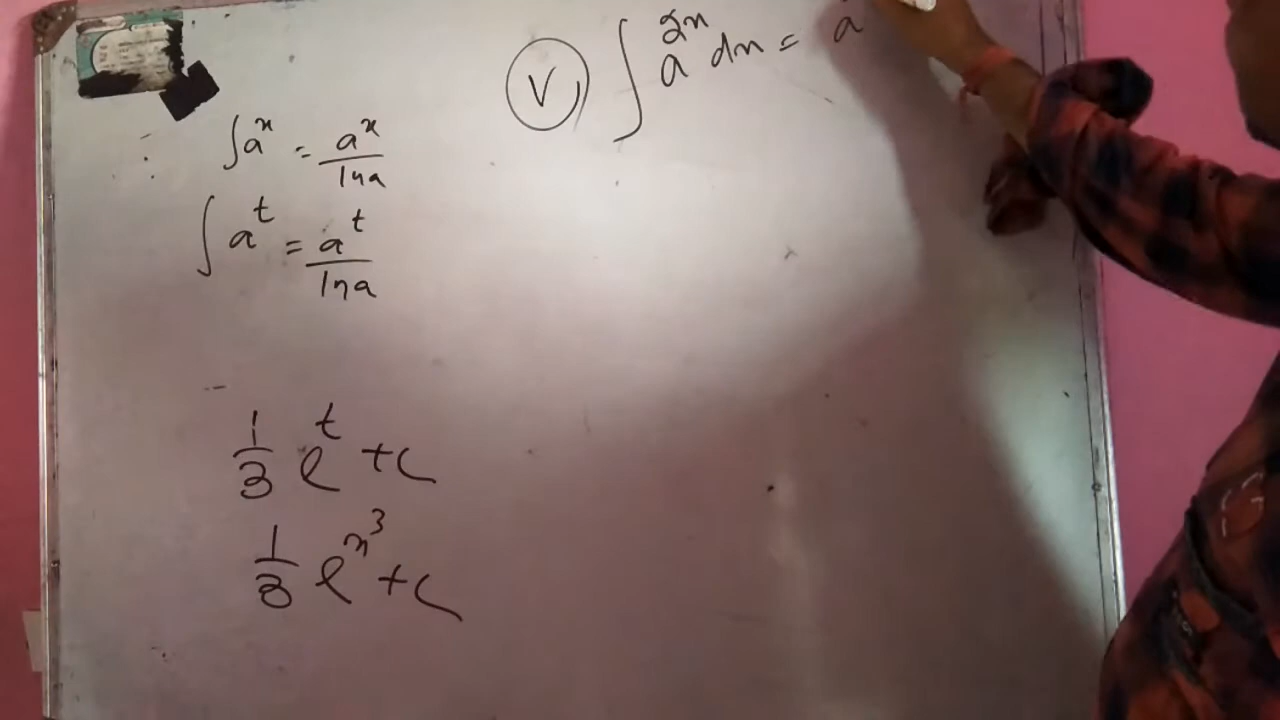 V) ∫ a^{2x} dx = a
∫a^x = a^x / ln a
∫ a^t = a^t / ln a
1/3 e^t + c
1/3 e^{x^3} + c